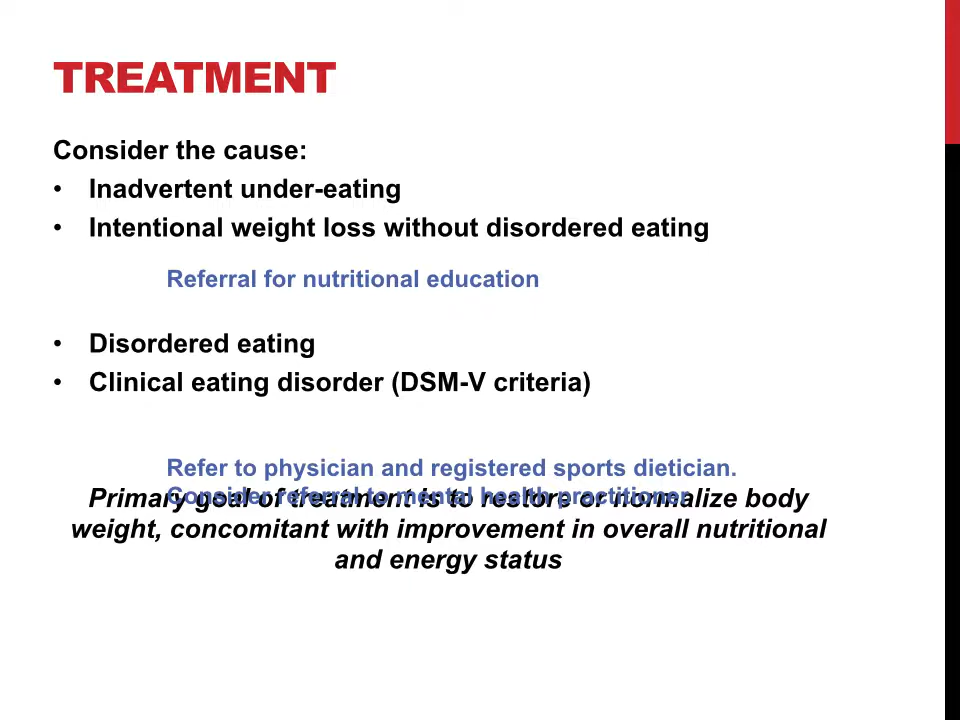 TREATMENT
Consider the cause:
• Inadvertent under-eating
• Intentional weight loss without disordered eating
Referral for nutritional education
• Disordered eating
• Clinical eating disorder (DSM-V criteria)
Refer to physician and registered sports dietician.
Consider referral to mental health practitioner
Primary goal of treatment is to restore or normalize body
weight, concomitant with improvement in overall nutritional
and energy status